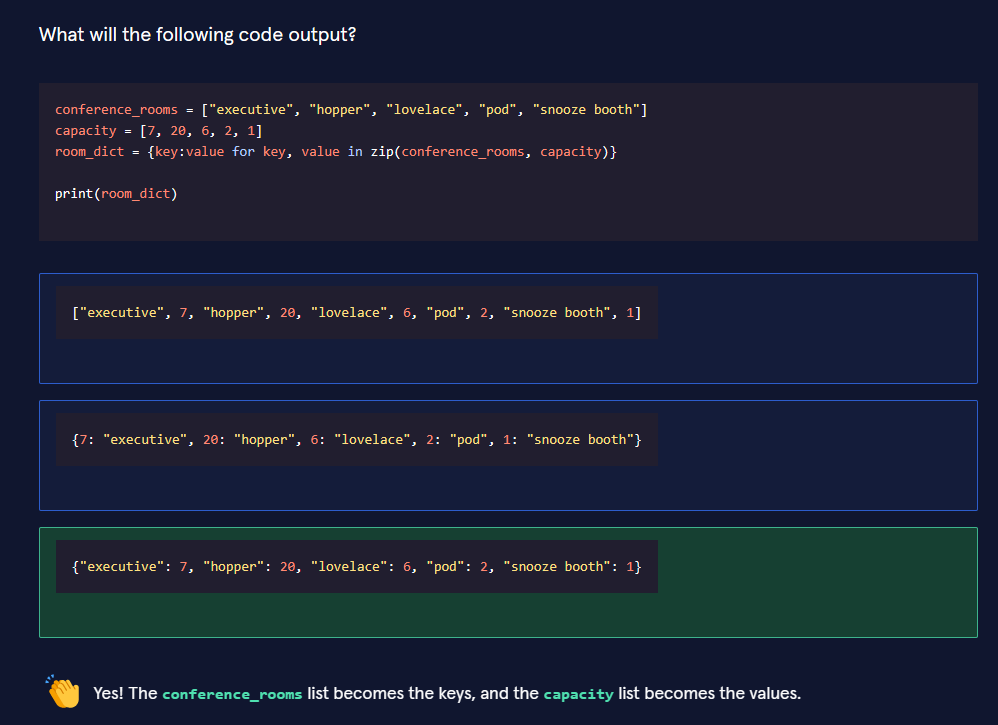 What will the following code output?
conference_rooms = ["executive", "hopper", "lovelace", "pod", "snooze booth"]
capacity = [7, 20, 6, 2, 1]
room_dict = {key:value for key, value in zip(conference_rooms, capacity)}
print(room_dict)
["executive", 7, "hopper", 20, "lovelace", 6, "pod", 2, "snooze booth", 1]
{7: "executive", 20: "hopper", 6: "lovelace", 2: "pod", 1: "snooze booth"}
{"executive": 7, "hopper": 20, "lovelace": 6, "pod": 2, "snooze booth": 1}
Yes! The conference_rooms list becomes the keys, and the capacity list becomes the values.